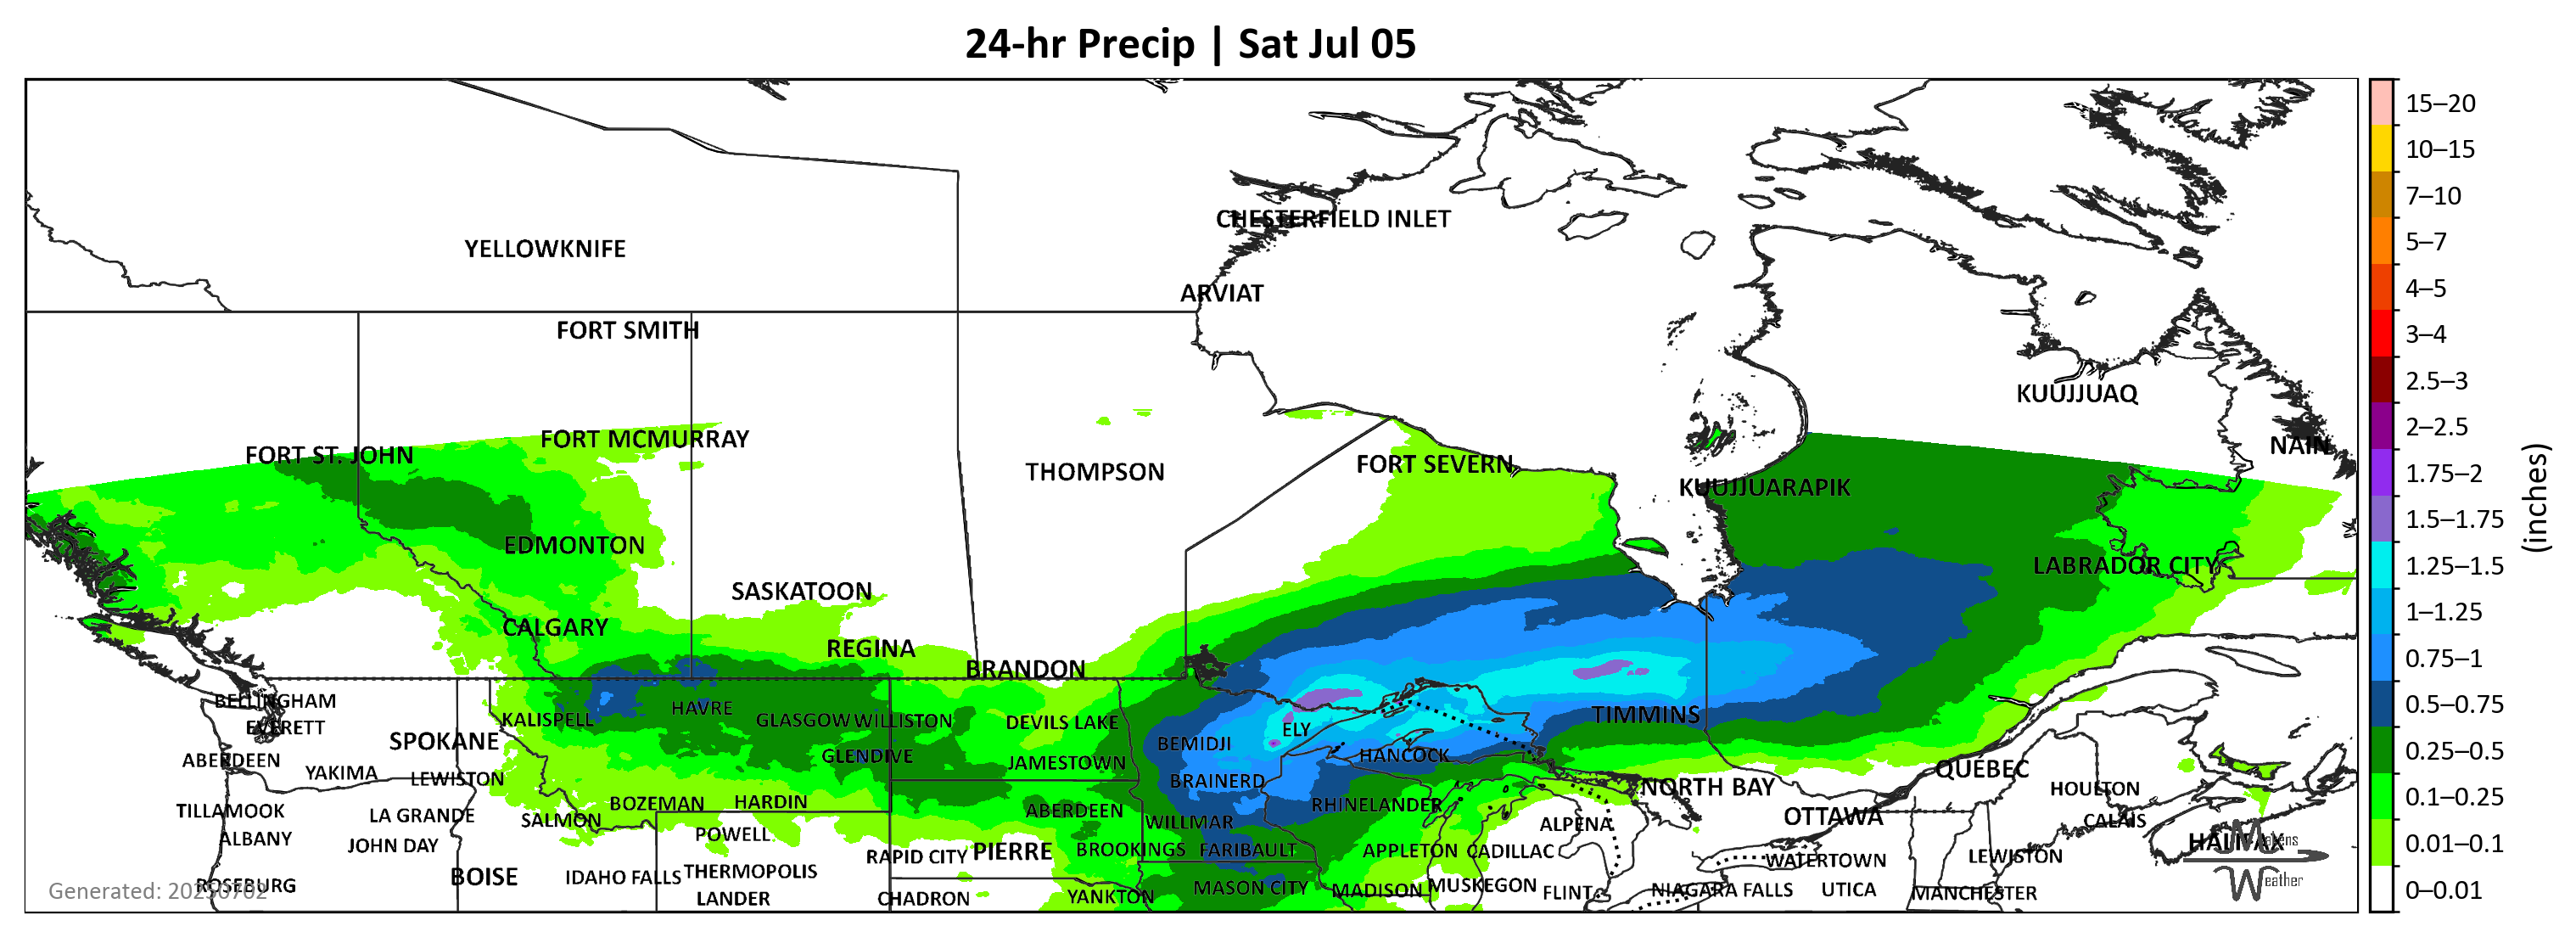 24-hr Precip | Sat Jul 05
CHESTERFIELD INLET
YELLOWKNIFE
ARVIAT
FORT SMITH
KUUJJUAQ
FORT MCMURRAY
FORT ST. JOHN
NAIN
THOMPSON
FORT SEVERN
KUUJJUARAPIK
EDMONTON
LABRADOR CITY
SASKATOON
CALGARY
REGINA
BRANDON
BELLINGHAM
HAVRE
TIMMINS
KALISPELL
GLASGOW
WILLISTON
DEVILS LAKE
EVERETT
ELY
SPOKANE
BEMIDJI
HANCOCK
ABERDEEN
GLENDIVE
JAMESTOWN
QUÉBEC
YAKIMA
LEWISTON
BRAINERD
NORTH BAY
HOULTON
TILLAMOOK
LA GRANDE
BOZEMAN
HARDIN
ABERDEEN
RHINELANDER
OTTAWA
SALMON
WILLMAR
ALPENA
CALAIS
ALBANY
JOHN DAY
POWELL
HALIFAX
RAPID CITY
PIERRE
BROOKINGS
FARIBAULT
APPLETON
CADILLAC
WATERTOWN
LEWISTON
BOISE
IDAHO FALLS
THERMOPOLIS
ROSEBURG
MASON CITY
MADISON
MUSKEGON
FLINT
NIAGARA FALLS
UTICA
MANCHESTER
LANDER
CHADRON
YANKTON
Generated: 20250702
Weather
15–20
10–15
7–10
5–7
4–5
3–4
2.5–3
2–2.5
1.75–2
1.5–1.75
1.25–1.5
1–1.25
0.75–1
0.5–0.75
0.25–0.5
0.1–0.25
0.01–0.1
0–0.01
(inches)